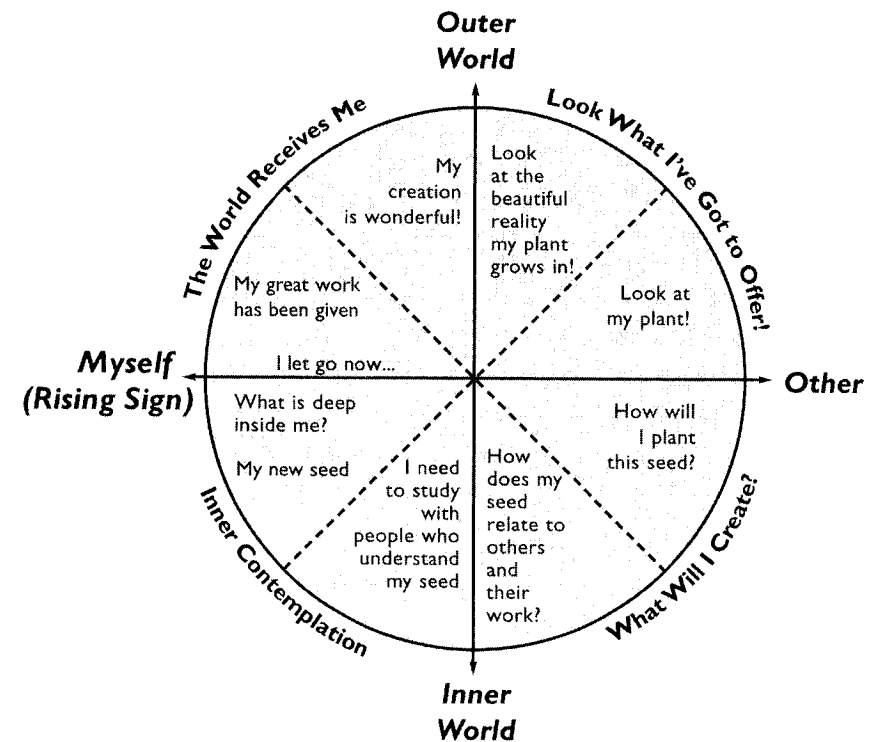 Outer
World
The World Receives Me
Look What I've Got to Offer!
My
creation
is wonderful!
Look
at the
beautiful
reality
my plant
grows in!
My great work
has been given
Look at
my plant!
I let go now...
Myself
(Rising Sign)
Other
What is deep
inside me?
My new seed
How will
I plant
this seed?
I need
to study
with
people who
understand
my seed
How
does my
seed
relate to
others
and
their
work?
Inner Contemplation
What Will I Create?
Inner
World